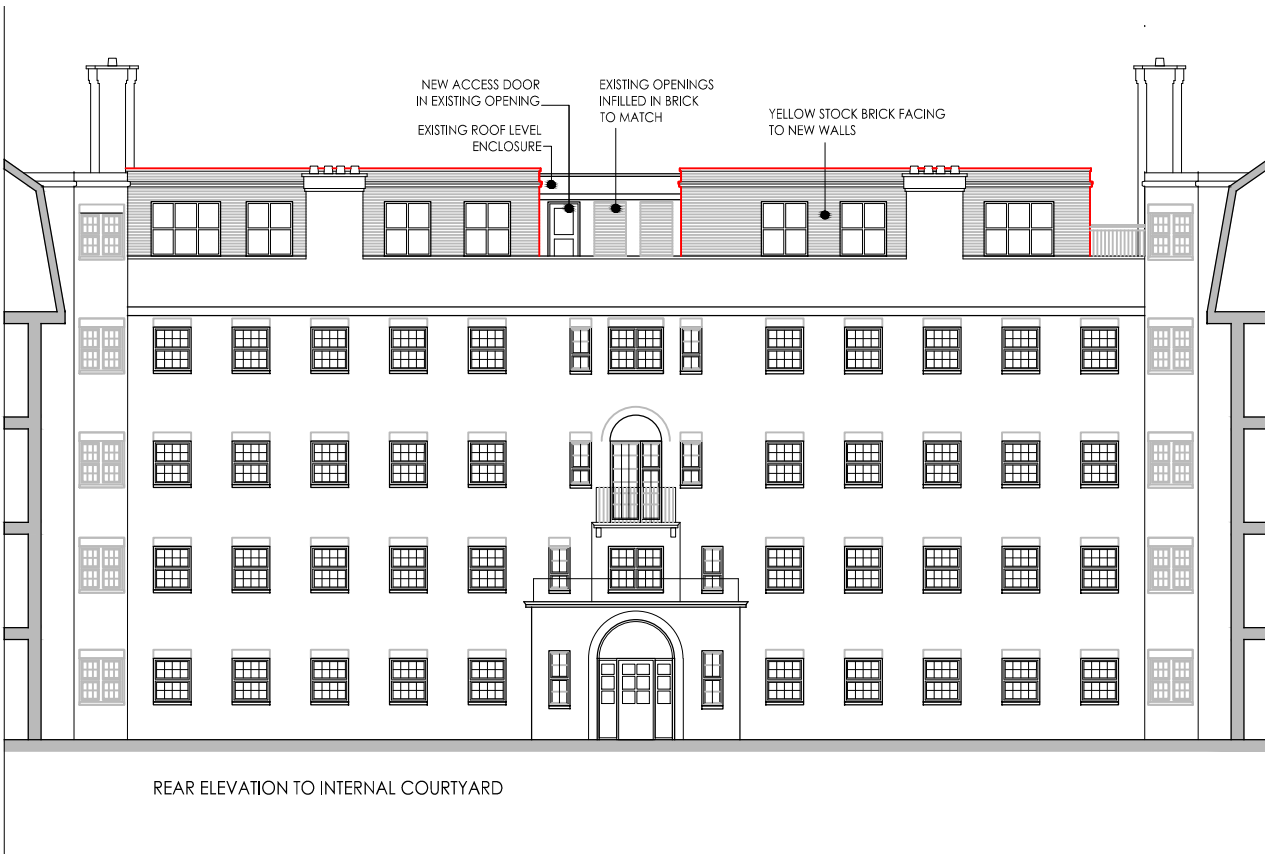 NEW ACCESS DOOR
IN EXISTING OPENING
EXISTING ROOF LEVEL
ENCLOSURE
EXISTING OPENINGS
INFILLED IN BRICK
TO MATCH
YELLOW STOCK BRICK FACING
TO NEW WALLS
REAR ELEVATION TO INTERNAL COURTYARD